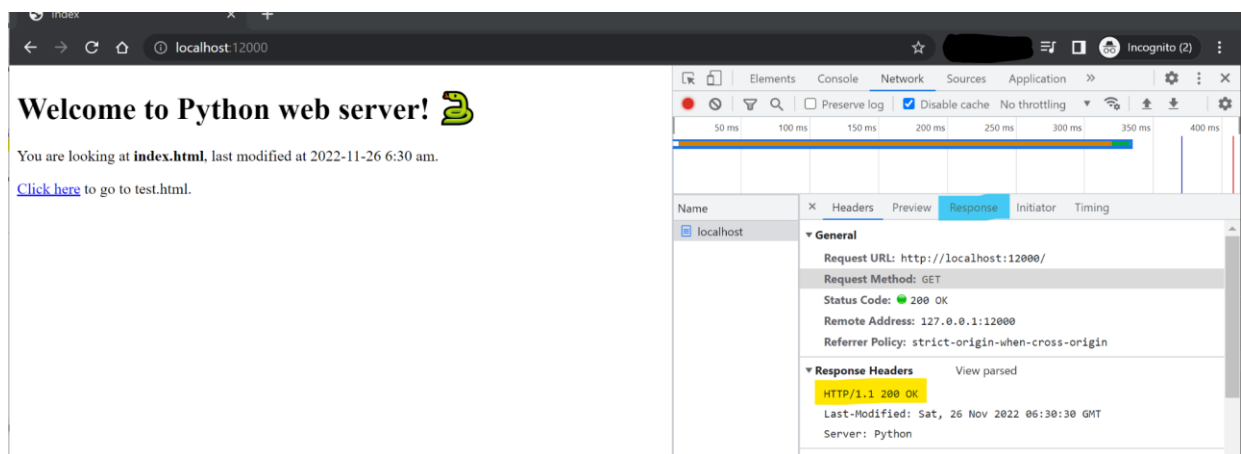 Index
localhost:12000
Incognito (2)
Welcome to Python web server!
You are looking at index.html, last modified at 2022-11-26 6:30 am.
Click here to go to test.html.
Elements Console Network Sources Application
Preserve log Disable cache No throttling
50 ms 100 ms 150 ms 200 ms 250 ms 300 ms 350 ms 400 ms
Name
localhost
Headers Preview Response Initiator Timing
General
Request URL: http://localhost:12000/
Request Method: GET
Status Code: 200 OK
Remote Address: 127.0.0.1:12000
Referrer Policy: strict-origin-when-cross-origin
Response Headers View parsed
HTTP/1.1 200 OK
Last-Modified: Sat, 26 Nov 2022 06:30:30 GMT
Server: Python